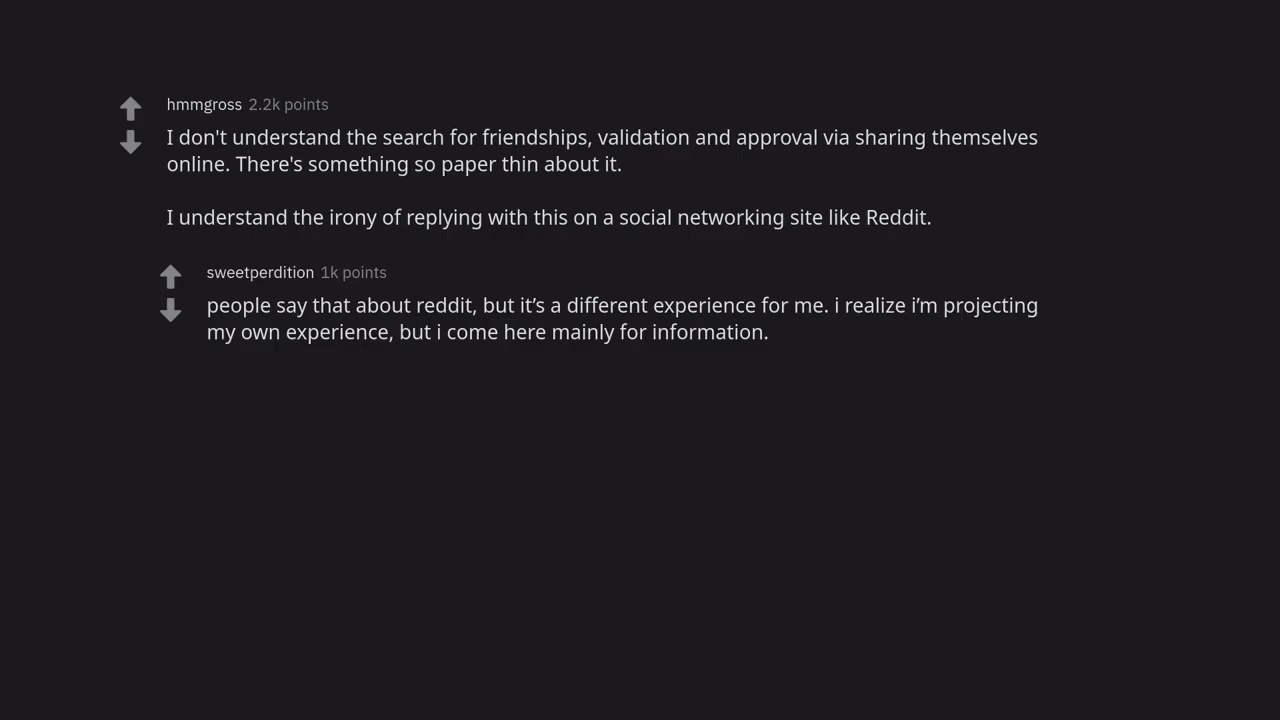 hmmgross 2.2k points
I don't understand the search for friendships, validation and approval via sharing themselves
online. There's something so paper thin about it.
I understand the irony of replying with this on a social networking site like Reddit.
sweetperdition 1k points
people say that about reddit, but it’s a different experience for me. i realize i’m projecting
my own experience, but i come here mainly for information.